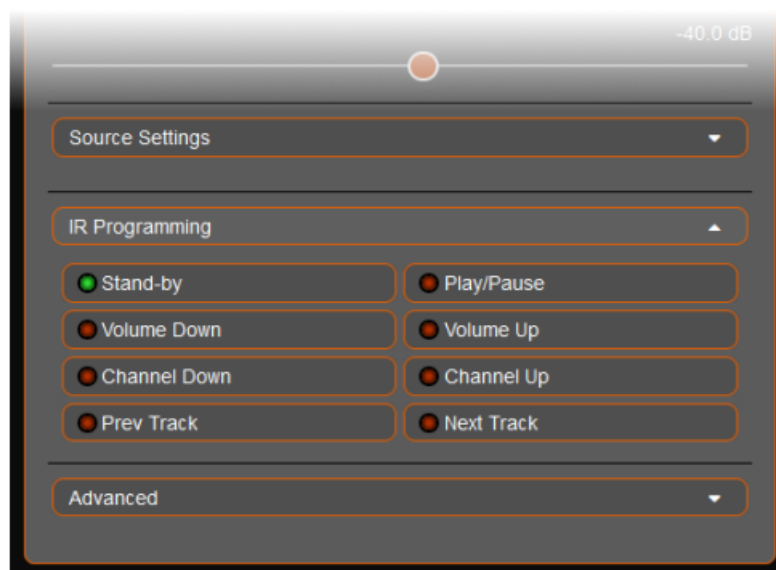 -40.0 dB
Source Settings
IR Programming
Stand-by Play/Pause
Volume Down Volume Up
Channel Down Channel Up
Prev Track Next Track
Advanced